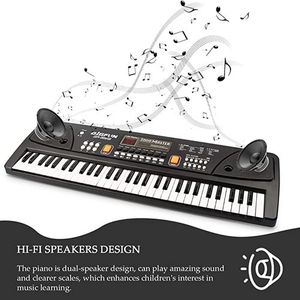 BIGFUN
HI-FI SPEAKERS DESIGN
The piano is dual-speaker design, can play amazing sound
and clearer scales, which enhances children's interest in
music learning.